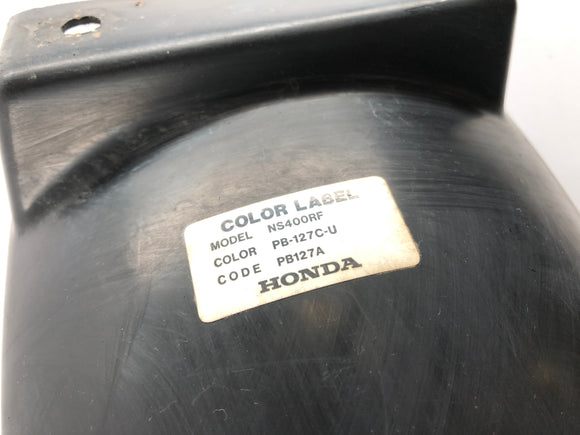 COLOR LABEL
MODEL NS400RF
COLOR PB-127C-U
CODE PB127A
HONDA